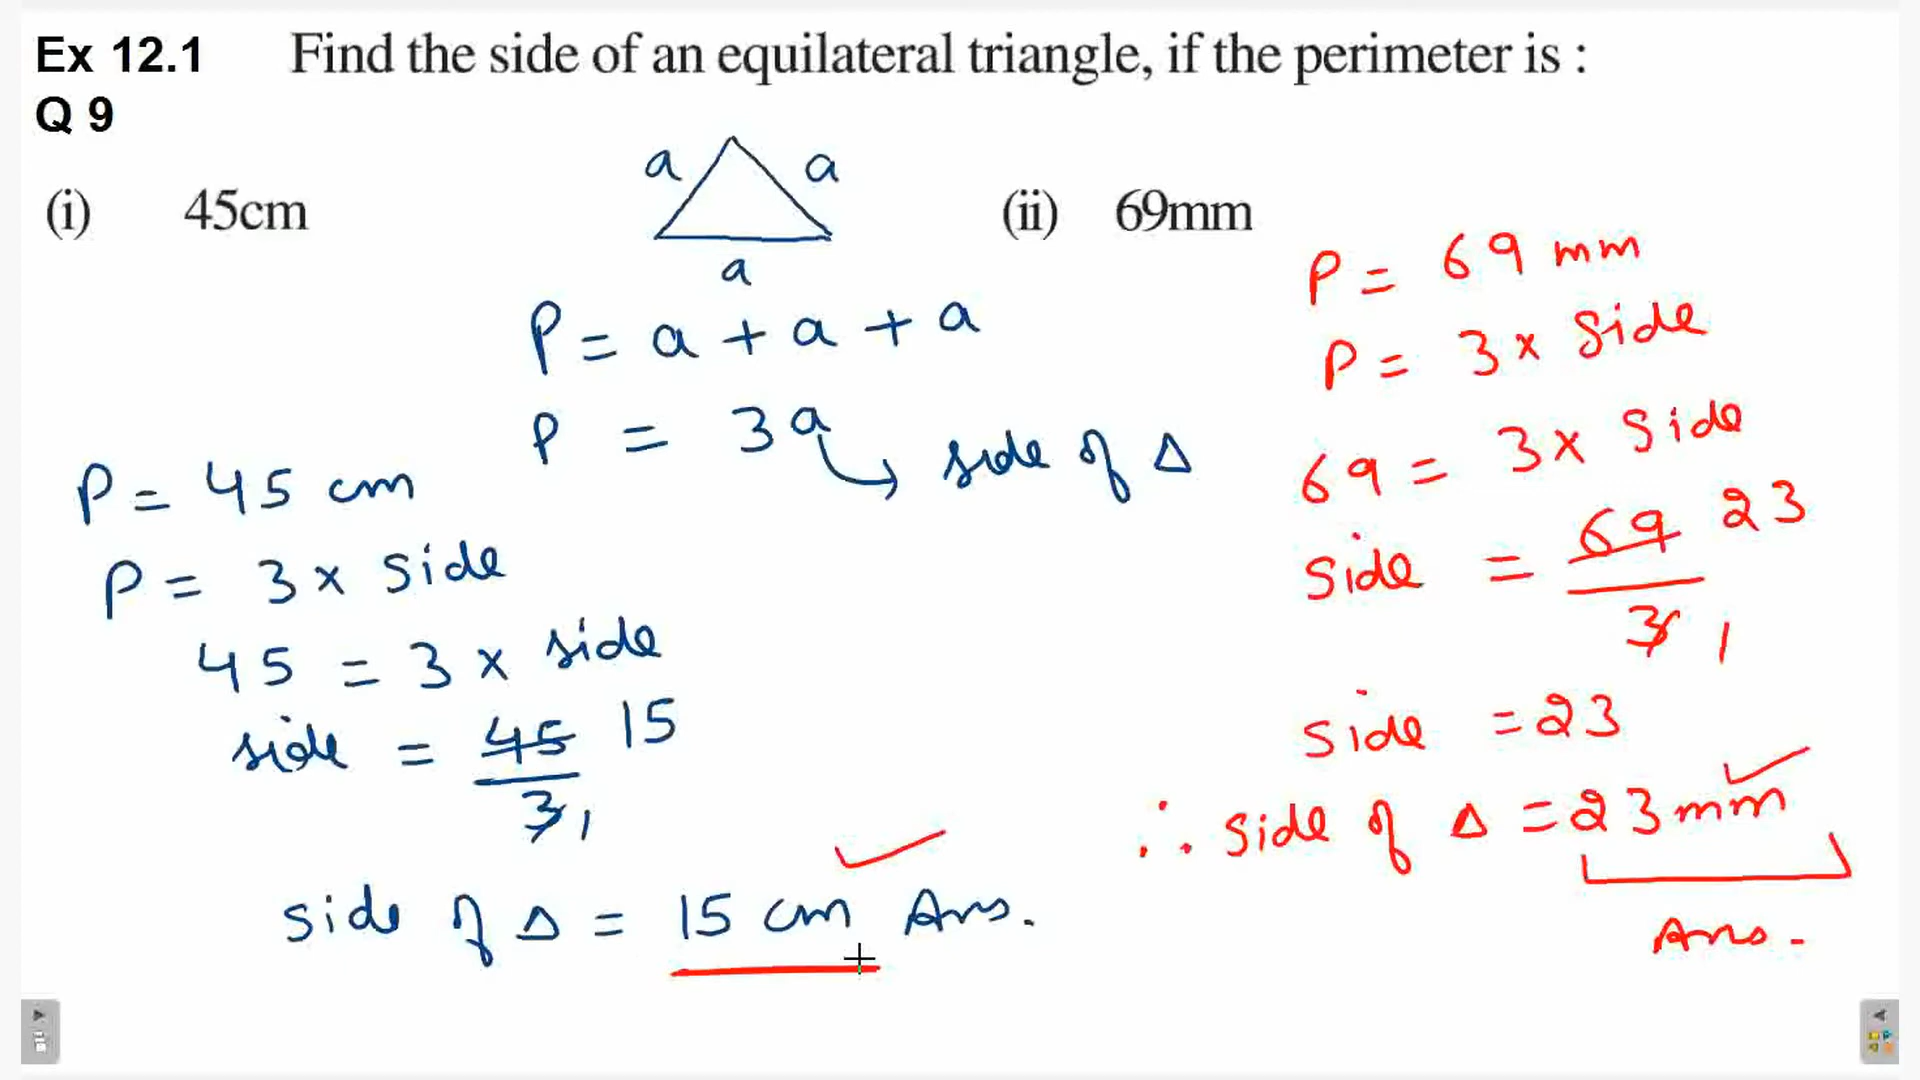 Ex 12.1 Find the side of an equilateral triangle, if the perimeter is :
Q 9
(i) 45cm
a a
a
P = a + a + a
P = 3a → side of Δ
P = 45 cm
P = 3 × side
45 = 3 × side
side = 45/3 15 1
side of Δ = 15 cm Ans.
(ii) 69mm
P = 69 mm
P = 3 × side
69 = 3 × side
side = 69/3 23 1
side = 23
∴ side of Δ = 23 mm
Ans.